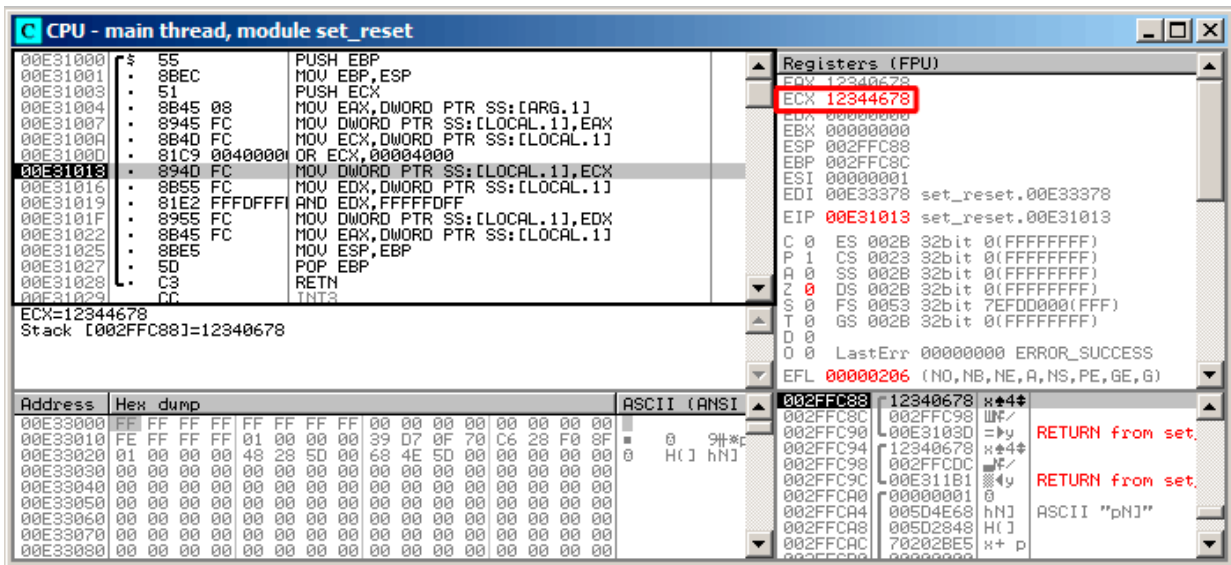 C CPU - main thread, module set_reset
00E31000 $ 55 PUSH EBP
00E31001 . 8BEC MOV EBP,ESP
00E31003 . 51 PUSH ECX
00E31004 . 8B45 08 MOV EAX,DWORD PTR SS:[ARG.1]
00E31007 . 8945 FC MOV DWORD PTR SS:[LOCAL.1],EAX
00E3100A . 8B4D FC MOV ECX,DWORD PTR SS:[LOCAL.1]
00E3100D . 81C9 0040000 OR ECX,00004000
00E31013 . 894D FC MOV DWORD PTR SS:[LOCAL.1],ECX
00E31016 . 8B55 FC MOV EDX,DWORD PTR SS:[LOCAL.1]
00E31019 . 81E2 FFFDFFF AND EDX,FFFFFDFF
00E3101F . 8955 FC MOV DWORD PTR SS:[LOCAL.1],EDX
00E31022 . 8B45 FC MOV EAX,DWORD PTR SS:[LOCAL.1]
00E31025 . 8BE5 MOV ESP,EBP
00E31027 . 5D POP EBP
00E31028 . C3 RETN
00E31029 CC INT3
ECX=12344678
Stack [002FFC88]=12340678
Registers (FPU)
EAX 12340678
ECX 12344678
EDX 00000000
EBX 00000000
ESP 002FFC88
EBP 002FFC8C
ESI 00000001
EDI 00E33378 set_reset.00E33378
EIP 00E31013 set_reset.00E31013
C 0 ES 002B 32bit 0(FFFFFFFF)
P 1 CS 0023 32bit 0(FFFFFFFF)
A 0 SS 002B 32bit 0(FFFFFFFF)
Z 0 DS 002B 32bit 0(FFFFFFFF)
S 0 FS 0053 32bit 7EFDD000(FFF)
T 0 GS 002B 32bit 0(FFFFFFFF)
D 0
O 0 LastErr 00000000 ERROR_SUCCESS
EFL 00000206 (NO,NB,NE,A,NS,PE,GE,G)
Address Hex dump ASCII (ANSI
00E33000 FF FF FF FF FF FF FF FF 00 00 00 00 00 00 00 00
00E33010 FE FF FF FF 01 00 00 00 39 D7 0F 70 C6 28 F0 8F
00E33020 01 00 00 00 48 28 5D 00 68 4E 5D 00 00 00 00 00 H(] hN]
00E33030 00 00 00 00 00 00 00 00 00 00 00 00 00 00 00 00
00E33040 00 00 00 00 00 00 00 00 00 00 00 00 00 00 00 00
00E33050 00 00 00 00 00 00 00 00 00 00 00 00 00 00 00 00
00E33060 00 00 00 00 00 00 00 00 00 00 00 00 00 00 00 00
00E33070 00 00 00 00 00 00 00 00 00 00 00 00 00 00 00 00
00E33080 00 00 00 00 00 00 00 00 00 00 00 00 00 00 00 00
002FFC88 12340678 x♠4↕
002FFC8C 002FFC98
002FFC90 00E3103D =►y RETURN from set_
002FFC94 12340678 x♠4↕
002FFC98 002FFCDC
002FFC9C 00E311B1 RETURN from set_
002FFCA0 00000001
002FFCA4 005D4E68 hN] ASCII "pN]"
002FFCA8 005D2848 H(]
002FFCAC 70202BE5 x+ p